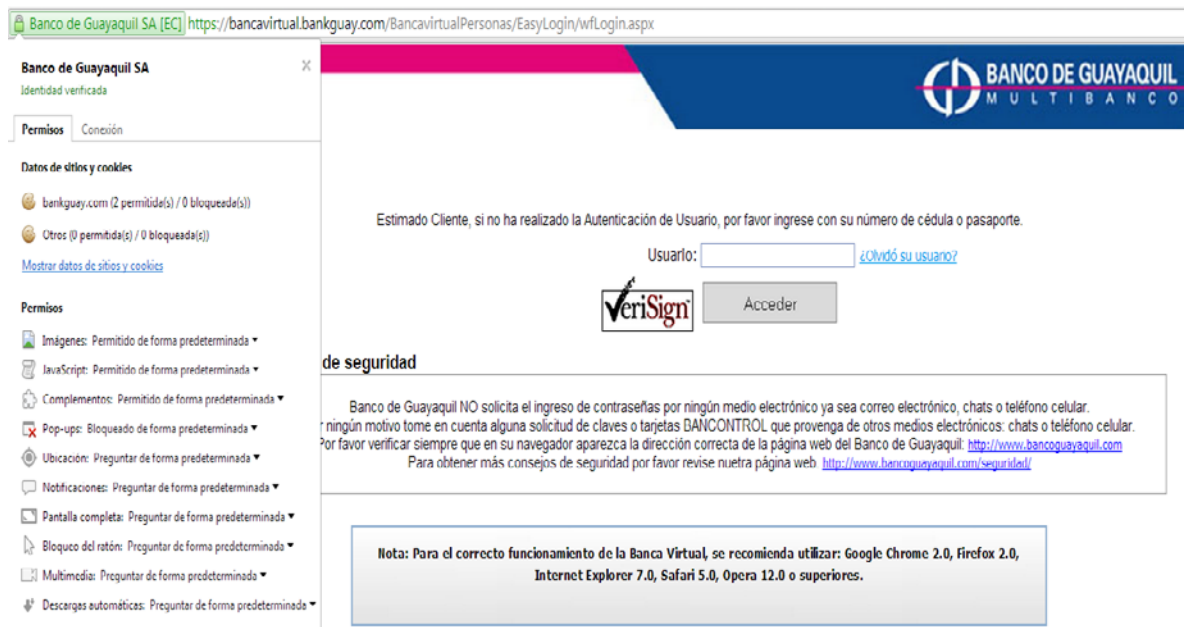 Banco de Guayaquil SA [EC] https://bancavirtual.bankguay.com/BancavirtualPersonas/EasyLogin/wfLogin.aspx
Banco de Guayaquil SA
Identidad verificada
Permisos Conexión
Datos de sitios y cookies
bankguay.com (2 permitida(s) / 0 bloqueada(s))
Otros (0 permitida(s) / 0 bloqueada(s))
Mostrar datos de sitios y cookies
Permisos
Imágenes: Permitido de forma predeterminada
JavaScript: Permitido de forma predeterminada
Complementos: Permitido de forma predeterminada
Pop-ups: Bloqueado de forma predeterminada
Ubicación: Preguntar de forma predeterminada
Notificaciones: Preguntar de forma predeterminada
Pantalla completa: Preguntar de forma predeterminada
Bloqueo del ratón: Preguntar de forma predeterminada
Multimedia: Preguntar de forma predeterminada
Descargas automáticas: Preguntar de forma predeterminada
BANCO DE GUAYAQUIL
MULTIBANCO
Estimado Cliente, si no ha realizado la Autenticación de Usuario, por favor ingrese con su número de cédula o pasaporte.
Usuario: ¿Olvidó su usuario?
VeriSign Acceder
de seguridad
Banco de Guayaquil NO solicita el ingreso de contraseñas por ningún medio electrónico ya sea correo electrónico, chats o teléfono celular.
r ningún motivo tome en cuenta alguna solicitud de claves o tarjetas BANCONTROL que provenga de otros medios electrónicos: chats o teléfono celular.
Por favor verificar siempre que en su navegador aparezca la dirección correcta de la página web del Banco de Guayaquil: http://www.bancoguayaquil.com
Para obtener más consejos de seguridad por favor revise nuetra página web http://www.bancoguayaquil.com/seguridad/
Nota: Para el correcto funcionamiento de la Banca Virtual, se recomienda utilizar: Google Chrome 2.0, Firefox 2.0,
Internet Explorer 7.0, Safari 5.0, Opera 12.0 o superiores.